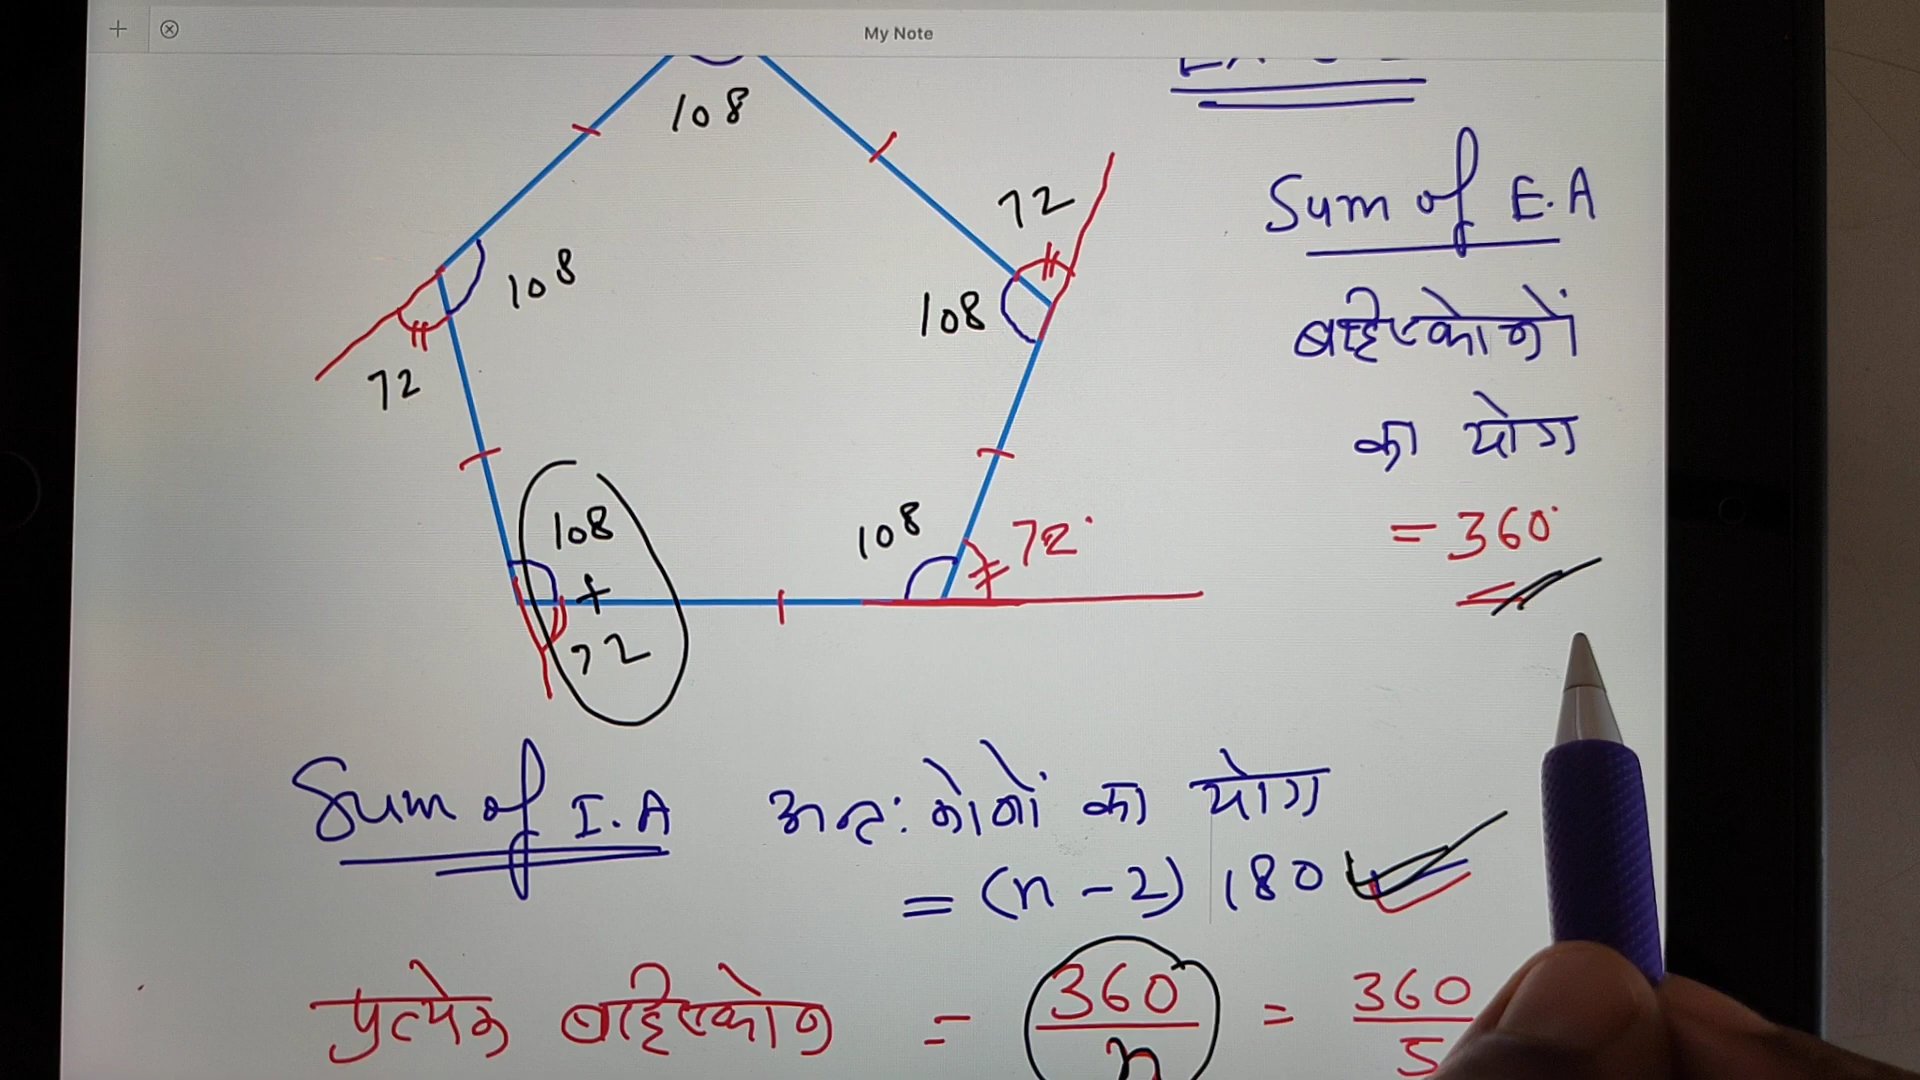 My Note
108
72
108
108
72
108
+
72
108
72°
Sum of E.A
बहिष्कोनों
का योग
= 360°
Sum of I.A अन्तः कोनों का योग
= (n - 2) 180
प्रत्येक बहिष्कोन = 360/n = 360/5